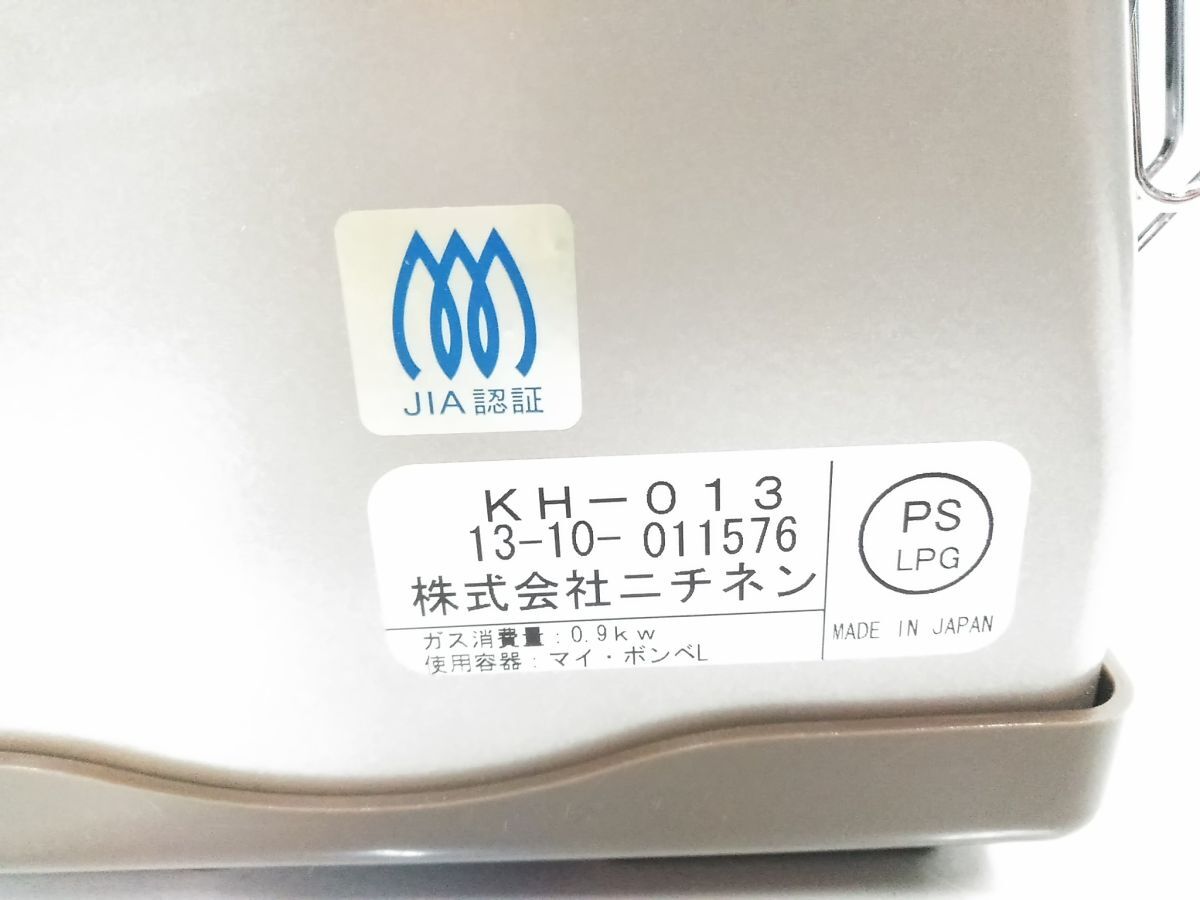 JIA認証
KH-013
13-10- 011576
株式会社ニチネン
ガス消費量:0.9kw
使用容器:マイ・ボンベL
PS
LPG
MADE IN JAPAN